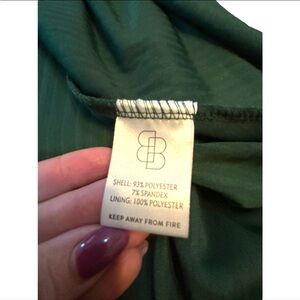 SHELL: 93% POLYESTER
7% SPANDEX
LINING: 100% POLYESTER
KEEP AWAY FROM FIRE